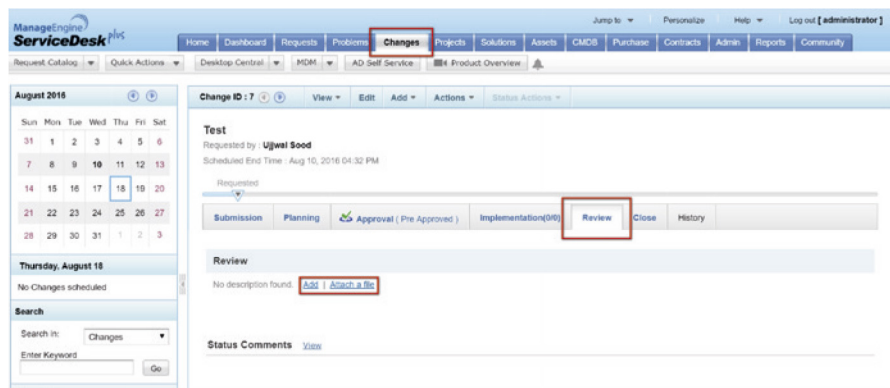 ManageEngine
ServiceDesk Plus
Jump to Personalize Help Log out [ administrator ]
Home Dashboard Requests Problems Changes Projects Solutions Assets CMDB Purchase Contracts Admin Reports Community
Request Catalog Quick Actions Desktop Central MDM AD Self Service Product Overview
August 2016
Sun Mon Tue Wed Thu Fri Sat
31 1 2 3 4 5 6
7 8 9 10 11 12 13
14 15 16 17 18 19 20
21 22 23 24 25 26 27
28 29 30 31 1 2 3
Thursday, August 18
No Changes scheduled
Search
Search in: Changes
Enter Keyword
Go
Change ID : 7 View Edit Add Actions Status Actions
Test
Requested by : Ujjwal Sood
Scheduled End Time : Aug 10, 2016 04:32 PM
Requested
Submission Planning Approval ( Pre Approved ) Implementation(0/0) Review Close History
Review
No description found. Add | Attach a file
Status Comments View